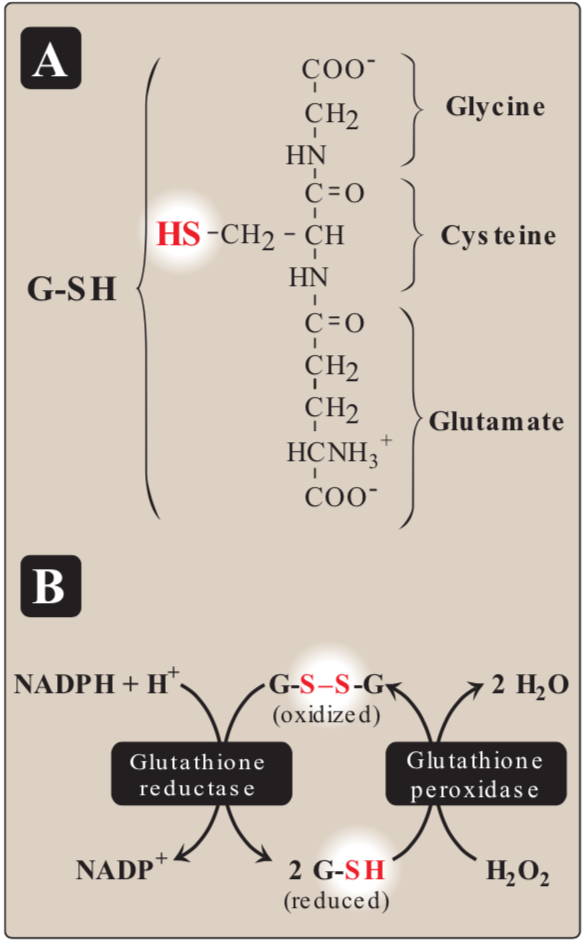 A
COO⁻
CH₂
Glycine
HN
C=O
HS-CH₂-CH
Cysteine
HN
G-SH
C=O
CH₂
CH₂
Glutamate
HCNH₃⁺
COO⁻
B
NADPH + H⁺
G-S–S-G
2 H₂O
(oxidized)
Glutathione
reductase
Glutathione
peroxidase
NADP⁺
2 G-SH
H₂O₂
(reduced)